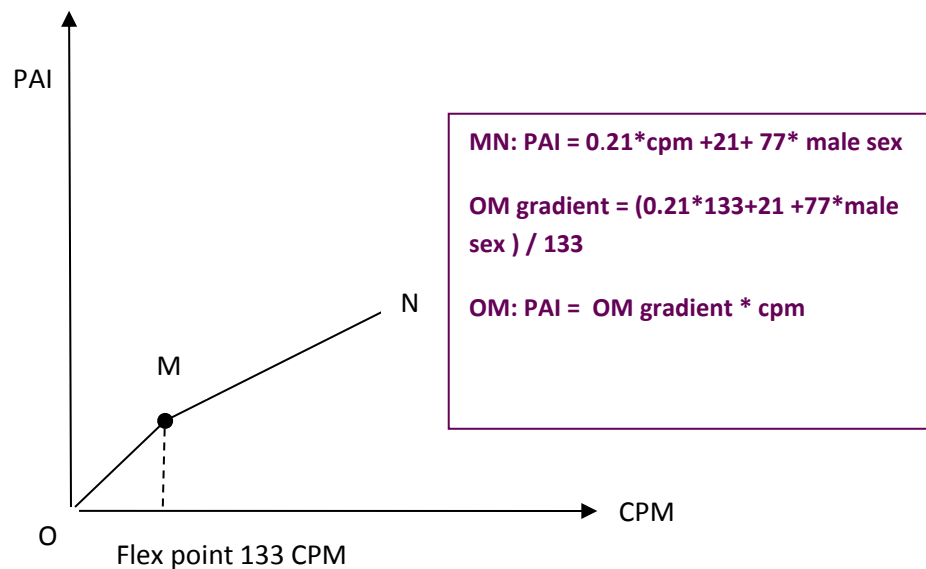 PAI
MN: PAI = 0.21*cpm +21+ 77* male sex
OM gradient = (0.21*133+21 +77*male
sex ) / 133
OM: PAI = OM gradient * cpm
N
M
O
CPM
Flex point 133 CPM